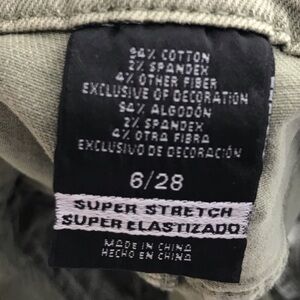 94% COTTON
2% SPANDEX
4% OTHER FIBER
EXCLUSIVE OF DECORATION
94% ALGODÓN
2% SPANDEX
4% OTRA FIBRA
EXCLUSIVO DE DECORACIÓN
6/28
SUPER STRETCH
SUPER ELASTIZADO
MADE IN CHINA
HECHO EN CHINA